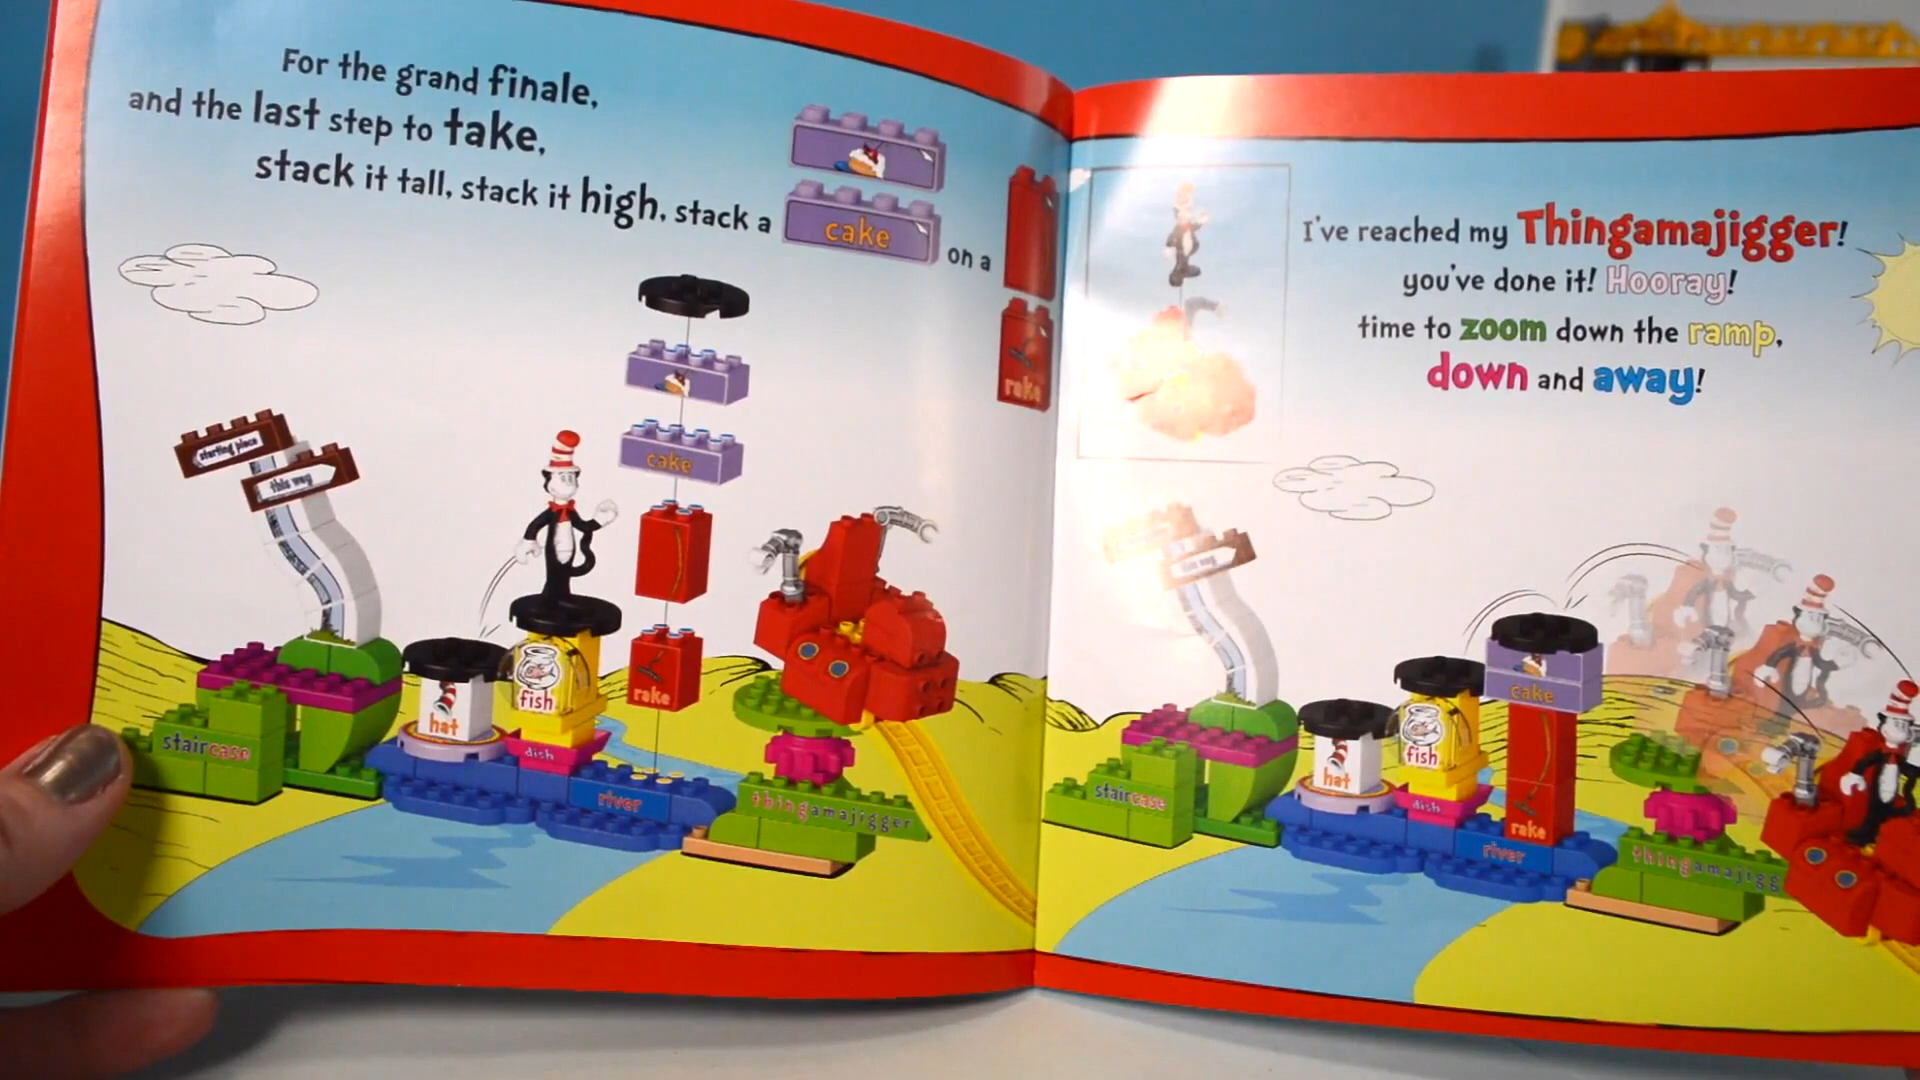 For the grand finale,
and the last step to take,
stack it tall, stack it high, stack a
cake
on a
rake
starting place
this way
cake
rake
hat
fish
dish
staircase
river
thingamajigger
I've reached my Thingamajigger!
you've done it! Hooray!
time to zoom down the ramp,
down and away!
this way
cake
hat
fish
dish
rake
staircase
river
thingamajigg